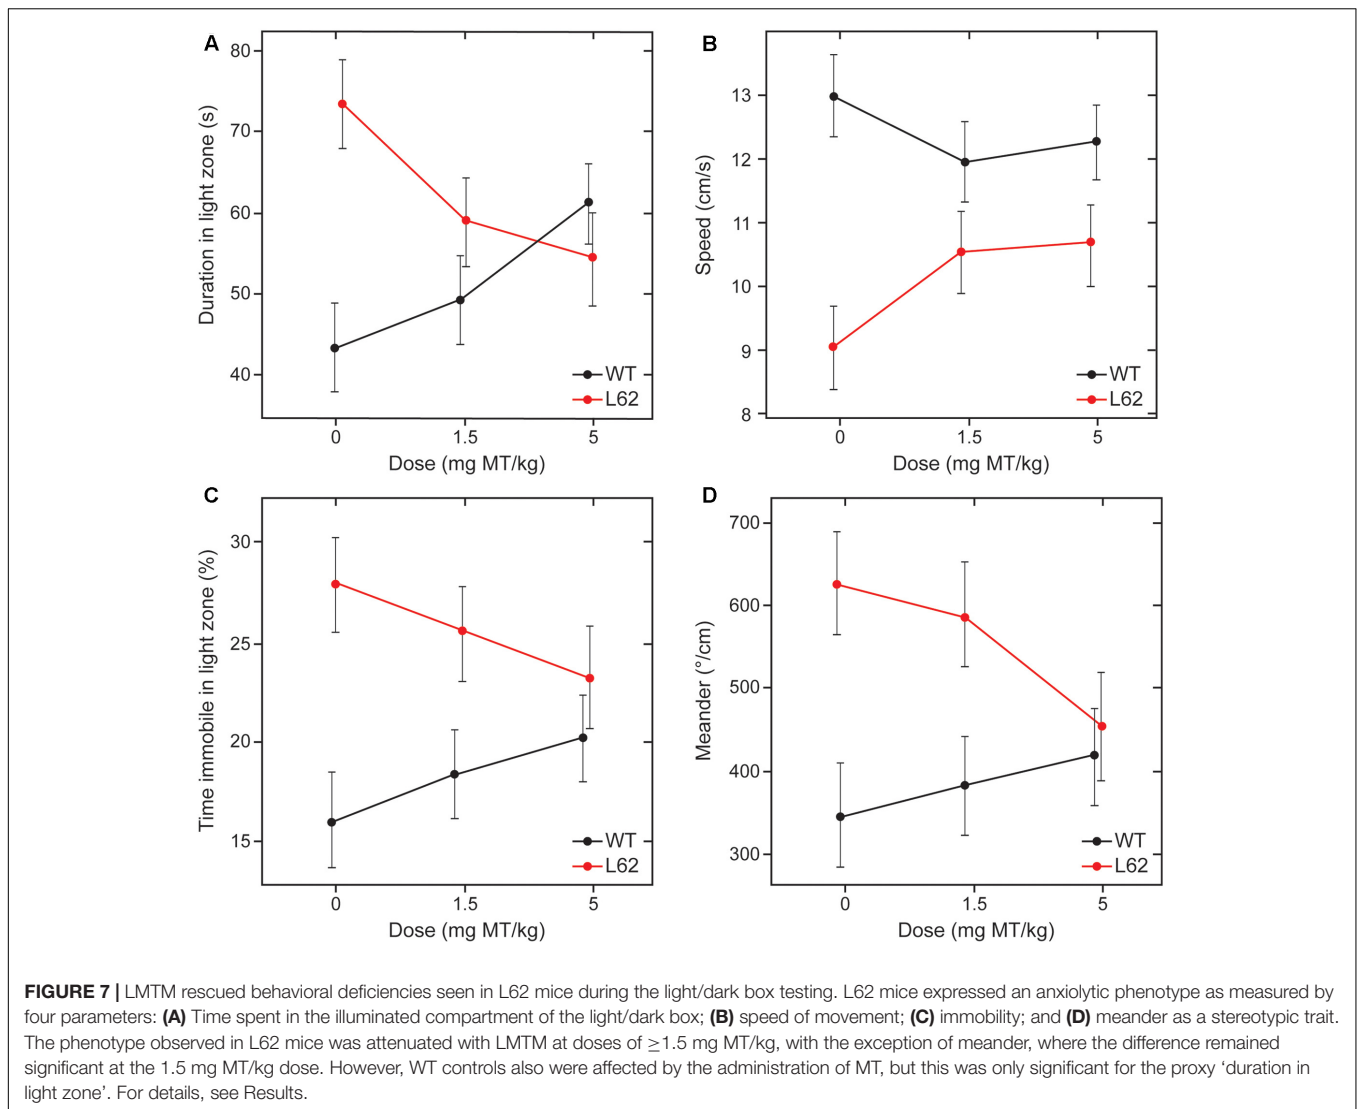 A
80
70
60
50
40
Duration in light zone (s)
WT
L62
0 1.5 5
Dose (mg MT/kg)
B
13
12
11
10
9
8
Speed (cm/s)
WT
L62
0 1.5 5
Dose (mg MT/kg)
C
30
25
20
15
Time immobile in light zone (%)
WT
L62
0 1.5 5
Dose (mg MT/kg)
D
700
600
500
400
300
Meander (°/cm)
WT
L62
0 1.5 5
Dose (mg MT/kg)
FIGURE 7 | LMTM rescued behavioral deficiencies seen in L62 mice during the light/dark box testing. L62 mice expressed an anxiolytic phenotype as measured by
four parameters: (A) Time spent in the illuminated compartment of the light/dark box; (B) speed of movement; (C) immobility; and (D) meander as a stereotypic trait.
The phenotype observed in L62 mice was attenuated with LMTM at doses of ≥1.5 mg MT/kg, with the exception of meander, where the difference remained
significant at the 1.5 mg MT/kg dose. However, WT controls also were affected by the administration of MT, but this was only significant for the proxy ‘duration in
light zone’. For details, see Results.